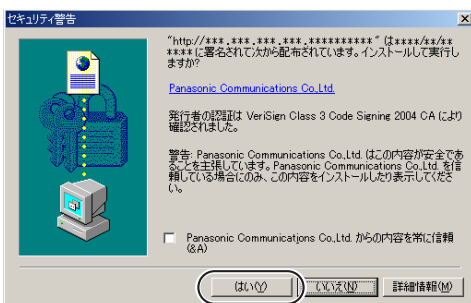 セキュリティ警告
"http://***.***.***.***.**********" は****/**/**
**:** に署名されて次から配布されています。インストールして実行し
ますか?
Panasonic Communications Co.,Ltd.
発行者の認証は VeriSign Class 3 Code Signing 2004 CA により
確認されました。
警告: Panasonic Communications Co.,Ltd. はこの内容が安全であ
ることを主張しています。Panasonic Communications Co.,Ltd. を信
頼している場合にのみ、この内容をインストールしたり表示してくださ
い。
Panasonic Communications Co.,Ltd. からの内容を常に信頼
(&A)
はい(Y)
いいえ(N)
詳細情報(M)